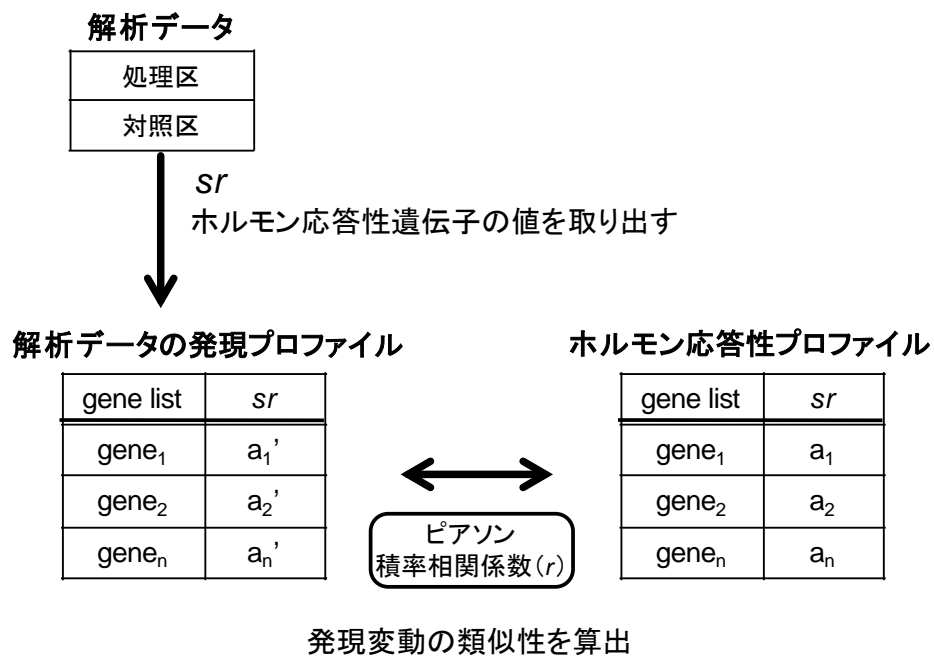 解析データ
処理区
対照区
sr
ホルモン応答性遺伝子の値を取り出す
解析データの発現プロファイル
gene list sr
gene₁ a₁’
gene₂ a₂’
geneₙ aₙ’
ピアソン
積率相関係数(r)
ホルモン応答性プロファイル
gene list sr
gene₁ a₁
gene₂ a₂
geneₙ aₙ
発現変動の類似性を算出